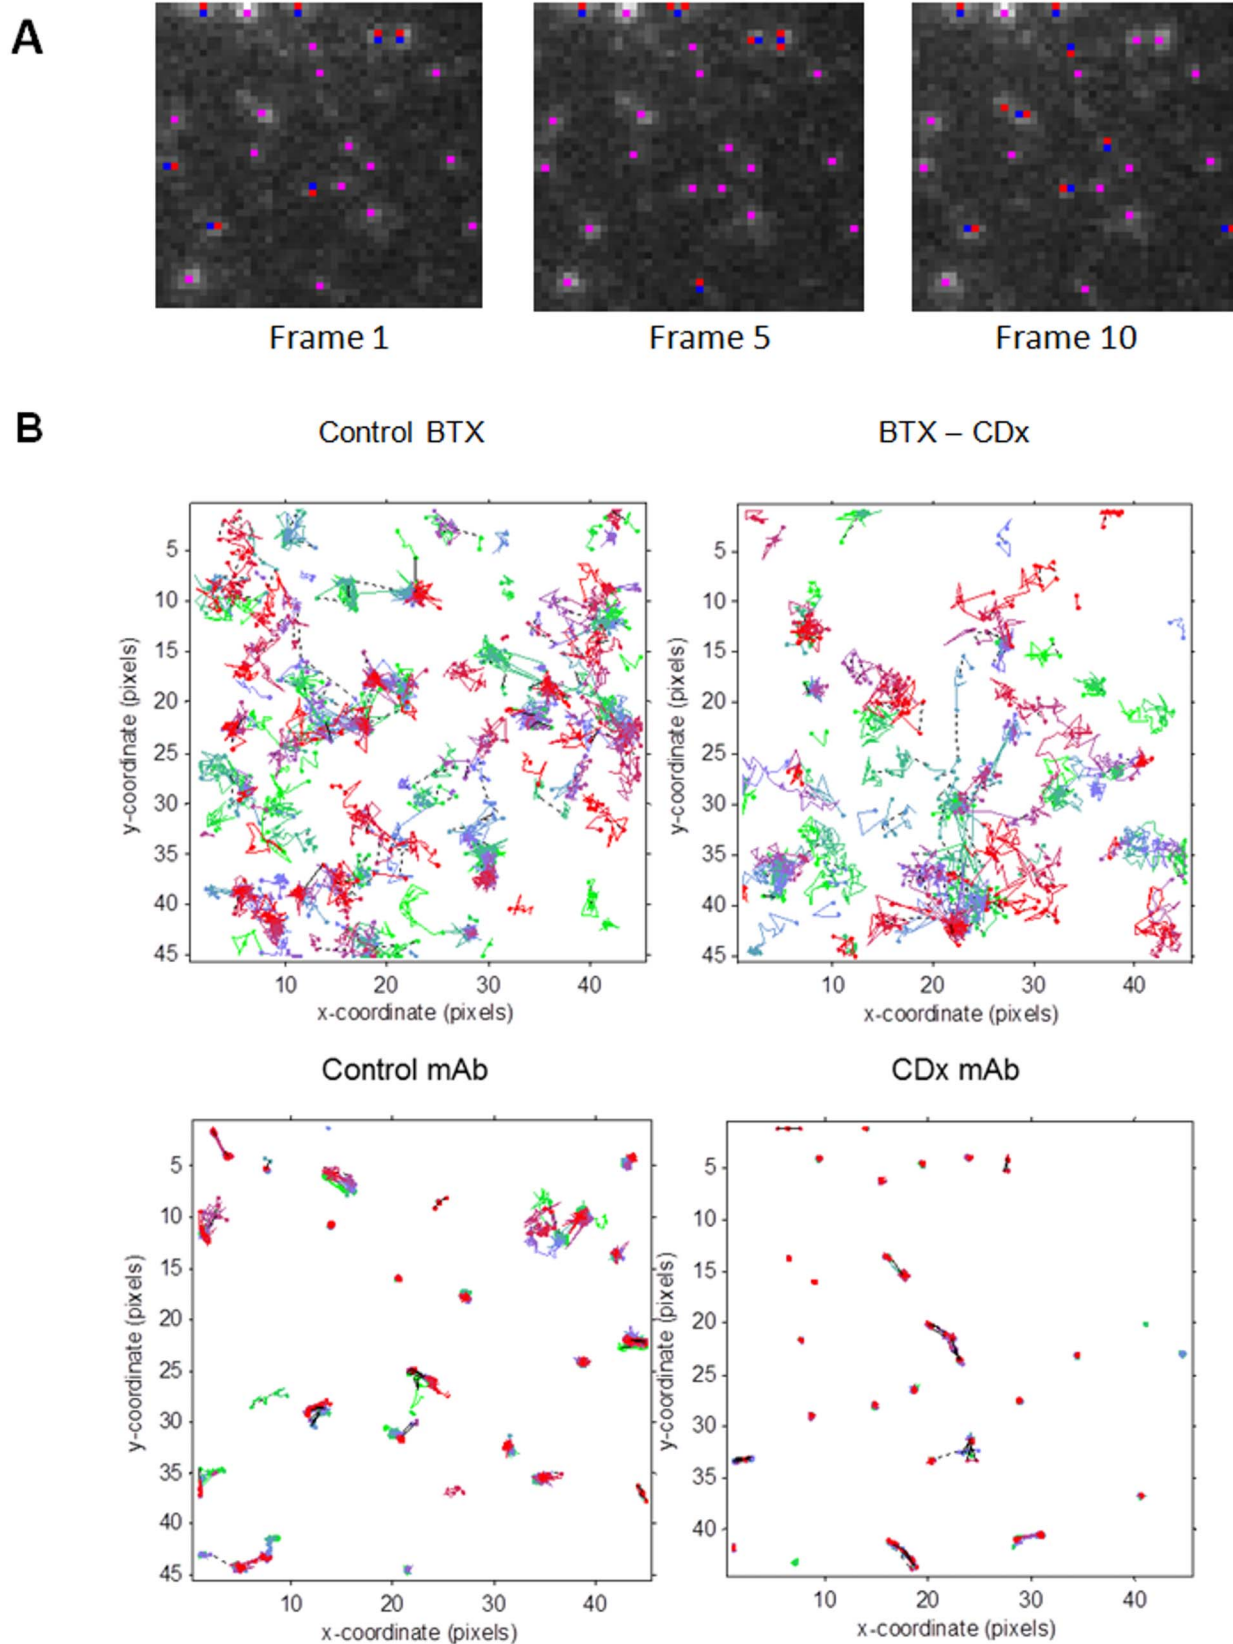 A
Frame 1 Frame 5 Frame 10
B
Control BTX BTX – CDx
y-coordinate (pixels)
5
10
15
20
25
30
35
40
45
10 20 30 40
x-coordinate (pixels)
y-coordinate (pixels)
5
10
15
20
25
30
35
40
45
10 20 30 40
x-coordinate (pixels)
Control mAb CDx mAb
y-coordinate (pixels)
5
10
15
20
25
30
35
40
45
10 20 30 40
x-coordinate (pixels)
y-coordinate (pixels)
5
10
15
20
25
30
35
40
10 20 30 40
x-coordinate (pixels)